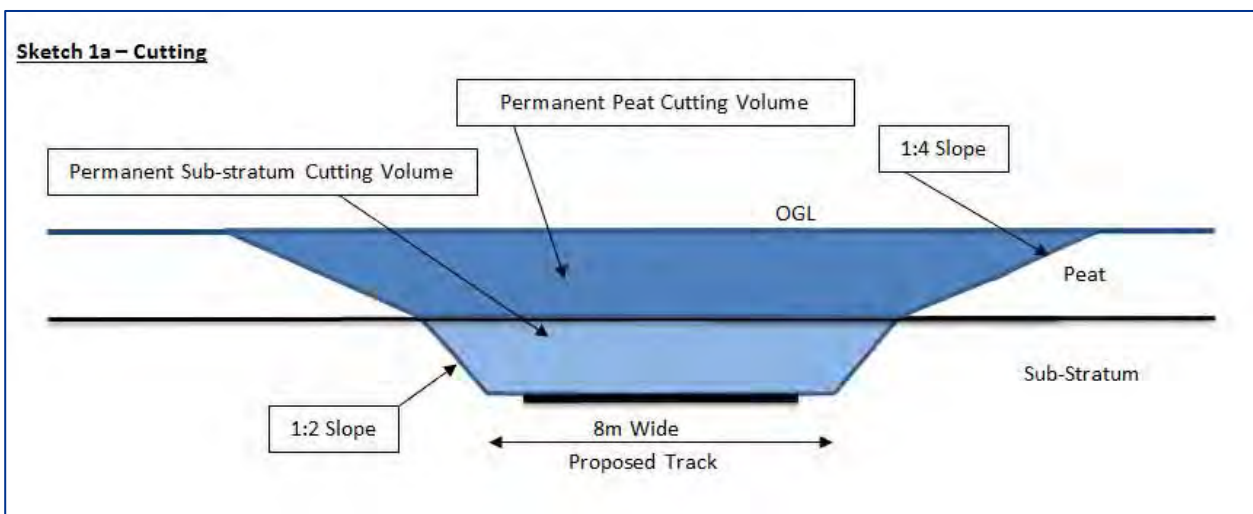 Sketch 1a – Cutting
Permanent Peat Cutting Volume
1:4 Slope
Permanent Sub-stratum Cutting Volume
OGL
Peat
Sub-Stratum
1:2 Slope
8m Wide
Proposed Track